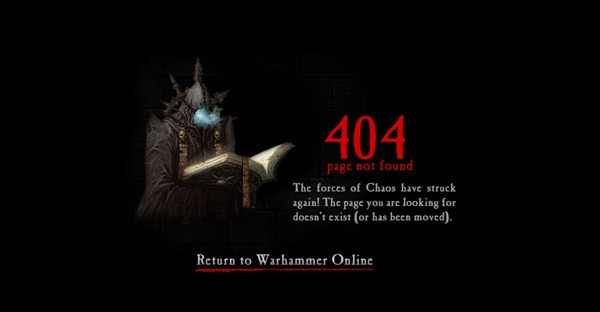 404
page not found
The forces of Chaos have struck
again! The page you are looking for
doesn't exist (or has been moved).
Return to Warhammer Online